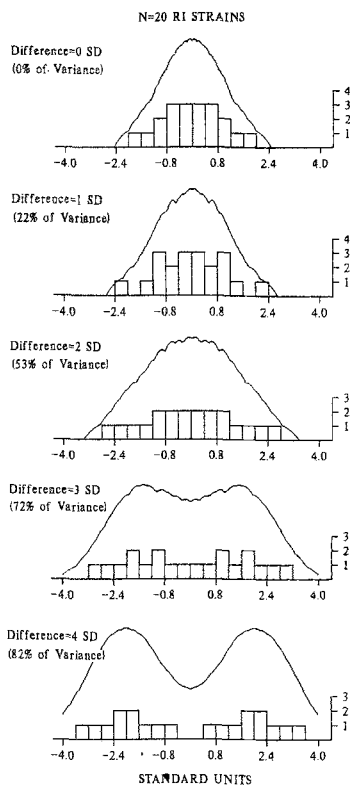 N=20 RI STRAINS
Difference=0 SD
(0% of Variance)
4
3
2
1
-4.0 -2.4 -0.8 0.8 2.4 4.0
Difference=1 SD
(22% of Variance)
4
3
2
1
-4.0 -2.4 -0.8 0.8 2.4 4.0
Difference=2 SD
(53% of Variance)
3
2
1
-4.0 -2.4 -0.8 0.8 2.4 4.0
Difference=3 SD
(72% of Variance)
3
2
1
-4.0 -2.4 -0.8 0.8 2.4 4.0
Difference=4 SD
(82% of Variance)
3
2
1
-4.0 -2.4 -0.8 0.8 2.4 4.0
STANDARD UNITS